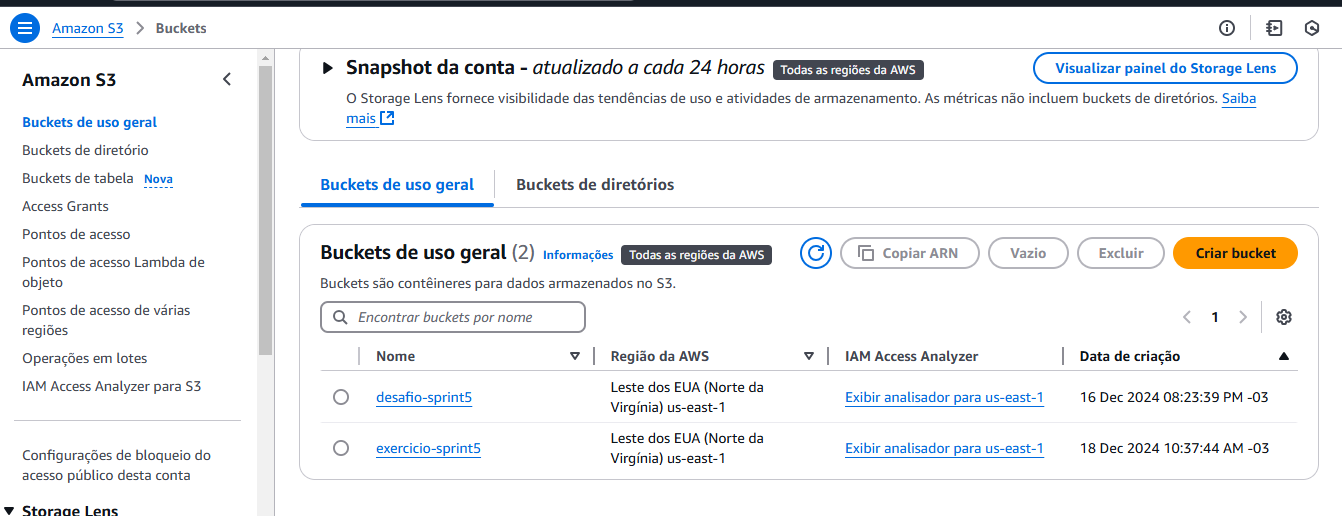 Amazon S3 > Buckets
Amazon S3
Buckets de uso geral
Buckets de diretório
Buckets de tabela Nova
Access Grants
Pontos de acesso
Pontos de acesso Lambda de
objeto
Pontos de acesso de várias
regiões
Operações em lotes
IAM Access Analyzer para S3
Configurações de bloqueio do
acesso público desta conta
Storage Lens
Snapshot da conta - atualizado a cada 24 horas Todas as regiões da AWS
Visualizar painel do Storage Lens
O Storage Lens fornece visibilidade das tendências de uso e atividades de armazenamento. As métricas não incluem buckets de diretórios. Saiba
mais
Buckets de uso geral Buckets de diretórios
Buckets de uso geral (2) Informações Todas as regiões da AWS
Copiar ARN Vazio Excluir Criar bucket
Buckets são contêineres para dados armazenados no S3.
Encontrar buckets por nome
1
Nome Região da AWS IAM Access Analyzer Data de criação
desafio-sprint5 Leste dos EUA (Norte da
Virgínia) us-east-1 Exibir analisador para us-east-1 16 Dec 2024 08:23:39 PM -03
exercicio-sprint5 Leste dos EUA (Norte da
Virgínia) us-east-1 Exibir analisador para us-east-1 18 Dec 2024 10:37:44 AM -03